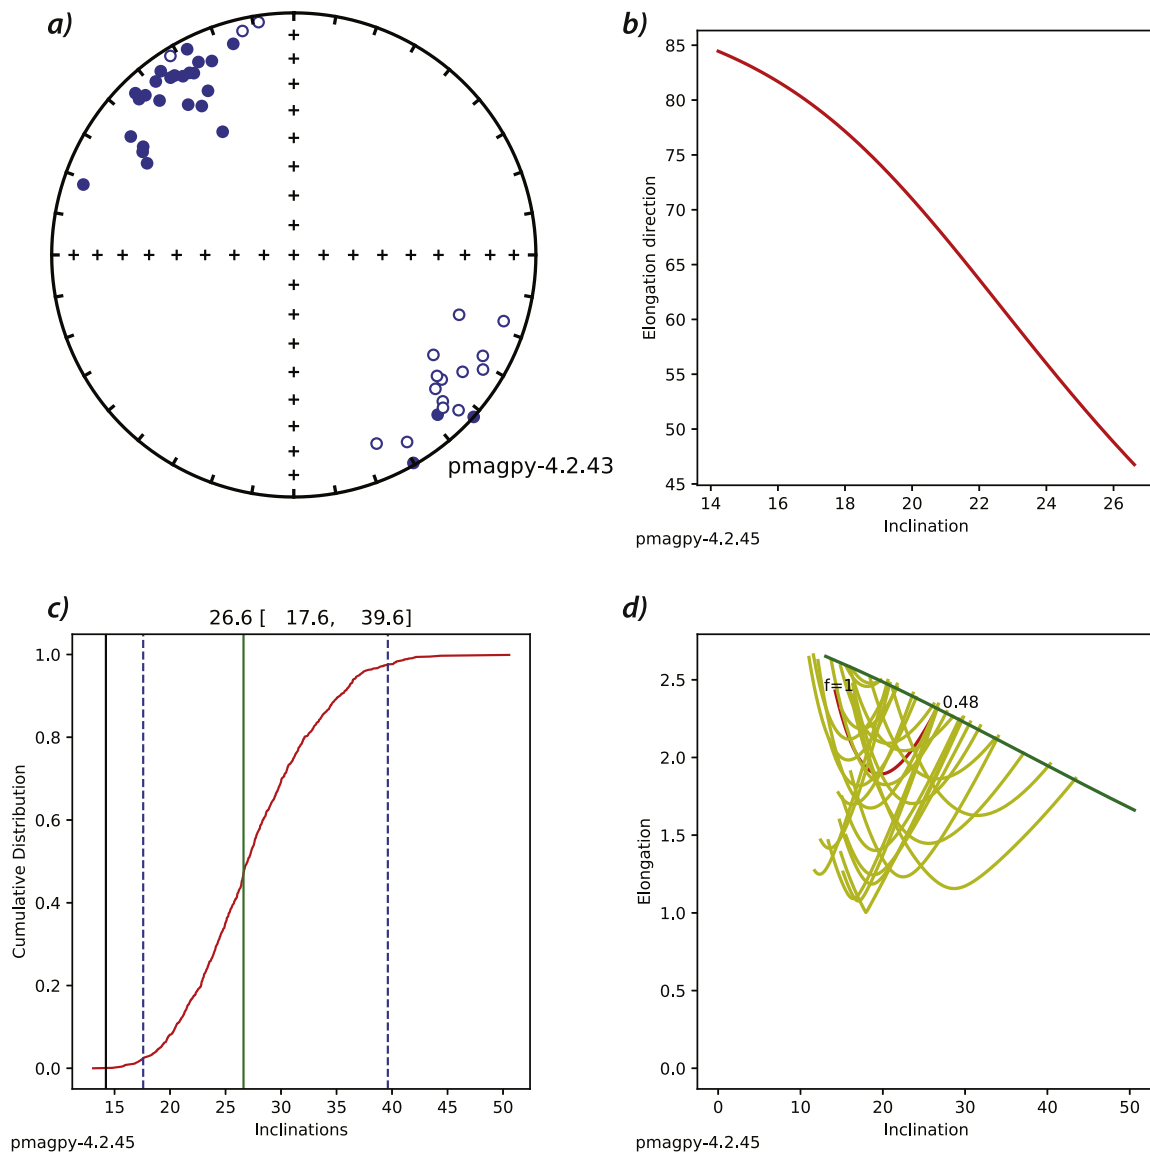 a)
pmagpy-4.2.43
b)
85
80
75
70
65
60
55
50
45
Elongation direction
14 16 18 20 22 24 26
Inclination
pmagpy-4.2.45
c)
26.6 [ 17.6, 39.6]
1.0
0.8
0.6
0.4
0.2
0.0
Cumulative Distribution
15 20 25 30 35 40 45 50
Inclinations
pmagpy-4.2.45
d)
2.5
2.0
1.5
1.0
0.5
0.0
Elongation
f=1
0.48
0 10 20 30 40 50
Inclination
pmagpy-4.2.45